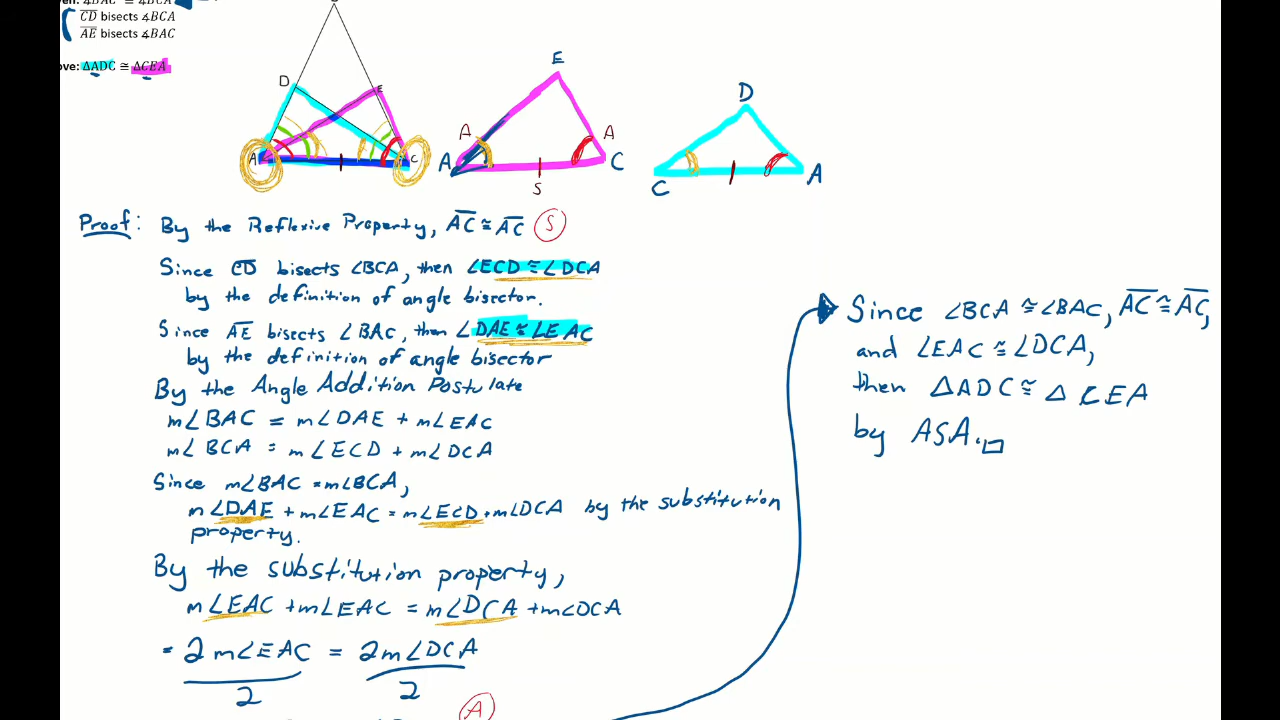 ∡BAC ≅ ∡BCA
CD bisects ∡BCA
AE bisects ∡BAC
ove: ΔADC ≅ ΔCEA
D
E
A
C
E
A
A
A
C
S
D
C
A
Proof: By the Reflexive Property, AC ≅ AC S
Since CD bisects ∠BCA, then ∠ECD ≅ ∠DCA
by the definition of angle bisector.
Since AE bisects ∠BAC, then ∠DAE ≅ ∠EAC
by the definition of angle bisector
By the Angle Addition Postulate
m∠BAC = m∠DAE + m∠EAC
m∠BCA = m∠ECD + m∠DCA
Since m∠BAC = m∠BCA,
m∠DAE + m∠EAC = m∠ECD + m∠DCA by the substitution
property.
By the substitution property,
m∠EAC + m∠EAC = m∠DCA + m∠DCA
= 2m∠EAC = 2m∠DCA
2 2
A
Since ∠BCA ≅ ∠BAC, AC ≅ AC,
and ∠EAC ≅ ∠DCA,
then ΔADC ≅ ΔCEA
by ASA. □